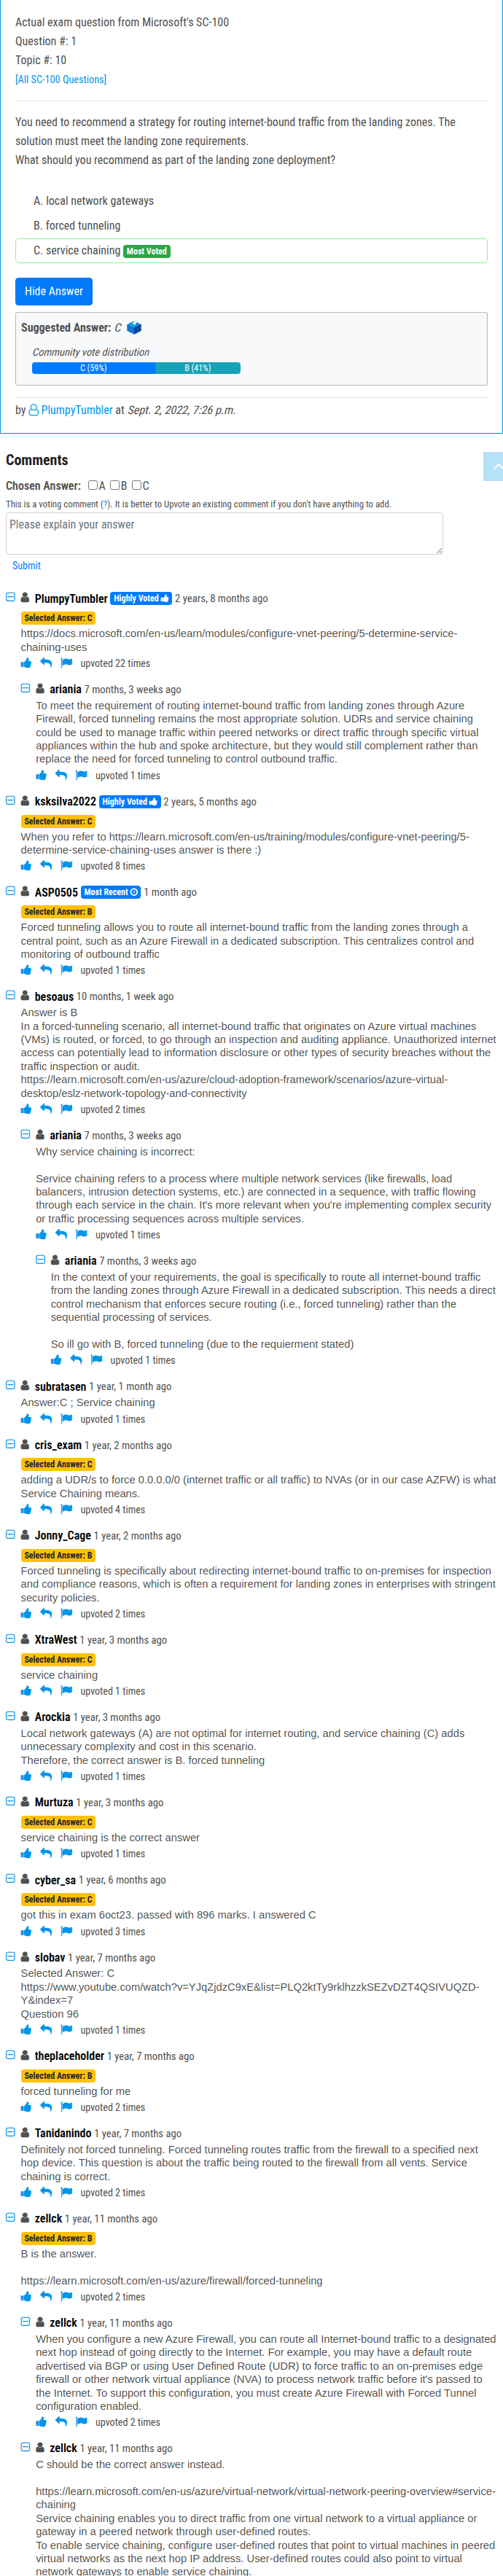 Actual exam question from Microsoft's SC-100
Question #: 1
Topic #: 10
[All SC-100 Questions]
You need to recommend a strategy for routing internet-bound traffic from the landing zones. The
solution must meet the landing zone requirements.
What should you recommend as part of the landing zone deployment?
A. local network gateways
B. forced tunneling
C. service chaining Most Voted
Hide Answer
Suggested Answer: C
Community vote distribution
C (59%) B (41%)
by PlumpyTumbler at Sept. 2, 2022, 7:26 p.m.
Comments
Chosen Answer: A B C
This is a voting comment (?). It is better to Upvote an existing comment if you don't have anything to add.
Please explain your answer
Submit
PlumpyTumbler Highly Voted 2 years, 8 months ago
Selected Answer: C
https://docs.microsoft.com/en-us/learn/modules/configure-vnet-peering/5-determine-service-
chaining-uses
upvoted 22 times
ariania 7 months, 3 weeks ago
To meet the requirement of routing internet-bound traffic from landing zones through Azure
Firewall, forced tunneling remains the most appropriate solution. UDRs and service chaining
could be used to manage traffic within peered networks or direct traffic through specific virtual
appliances within the hub and spoke architecture, but they would still complement rather than
replace the need for forced tunneling to control outbound traffic.
upvoted 1 times
ksksilva2022 Highly Voted 2 years, 5 months ago
Selected Answer: C
When you refer to https://learn.microsoft.com/en-us/training/modules/configure-vnet-peering/5-
determine-service-chaining-uses answer is there :)
upvoted 8 times
ASP0505 Most Recent 1 month ago
Selected Answer: B
Forced tunneling allows you to route all internet-bound traffic from the landing zones through a
central point, such as an Azure Firewall in a dedicated subscription. This centralizes control and
monitoring of outbound traffic
upvoted 1 times
besoaus 10 months, 1 week ago
Answer is B
In a forced-tunneling scenario, all internet-bound traffic that originates on Azure virtual machines
(VMs) is routed, or forced, to go through an inspection and auditing appliance. Unauthorized internet
access can potentially lead to information disclosure or other types of security breaches without the
traffic inspection or audit.
https://learn.microsoft.com/en-us/azure/cloud-adoption-framework/scenarios/azure-virtual-
desktop/eslz-network-topology-and-connectivity
upvoted 2 times
ariania 7 months, 3 weeks ago
Why service chaining is incorrect:
Service chaining refers to a process where multiple network services (like firewalls, load
balancers, intrusion detection systems, etc.) are connected in a sequence, with traffic flowing
through each service in the chain. It's more relevant when you're implementing complex security
or traffic processing sequences across multiple services.
upvoted 1 times
ariania 7 months, 3 weeks ago
In the context of your requirements, the goal is specifically to route all internet-bound traffic
from the landing zones through Azure Firewall in a dedicated subscription. This needs a direct
control mechanism that enforces secure routing (i.e., forced tunneling) rather than the
sequential processing of services.
So ill go with B, forced tunneling (due to the requierment stated)
upvoted 1 times
subratasen 1 year, 1 month ago
Answer:C ; Service chaining
upvoted 1 times
cris_exam 1 year, 2 months ago
Selected Answer: C
adding a UDR/s to force 0.0.0.0/0 (internet traffic or all traffic) to NVAs (or in our case AZFW) is what
Service Chaining means.
upvoted 4 times
Jonny_Cage 1 year, 2 months ago
Selected Answer: B
Forced tunneling is specifically about redirecting internet-bound traffic to on-premises for inspection
and compliance reasons, which is often a requirement for landing zones in enterprises with stringent
security policies.
upvoted 2 times
XtraWest 1 year, 3 months ago
Selected Answer: C
service chaining
upvoted 1 times
Arockia 1 year, 3 months ago
Local network gateways (A) are not optimal for internet routing, and service chaining (C) adds
unnecessary complexity and cost in this scenario.
Therefore, the correct answer is B. forced tunneling
upvoted 1 times
Murtuza 1 year, 3 months ago
Selected Answer: C
service chaining is the correct answer
upvoted 1 times
cyber_sa 1 year, 6 months ago
Selected Answer: C
got this in exam 6oct23. passed with 896 marks. I answered C
upvoted 3 times
slobav 1 year, 7 months ago
Selected Answer: C
https://www.youtube.com/watch?v=YJqZjdzC9xE&list=PLQ2ktTy9rklhzzkSEZvDZT4QSIVUQZD-
Y&index=7
Question 96
upvoted 1 times
theplaceholder 1 year, 7 months ago
Selected Answer: B
forced tunneling for me
upvoted 2 times
Tanidanindo 1 year, 7 months ago
Definitely not forced tunneling. Forced tunneling routes traffic from the firewall to a specified next
hop device. This question is about the traffic being routed to the firewall from all vents. Service
chaining is correct.
upvoted 2 times
zellck 1 year, 11 months ago
Selected Answer: B
B is the answer.
https://learn.microsoft.com/en-us/azure/firewall/forced-tunneling
upvoted 2 times
zellck 1 year, 11 months ago
When you configure a new Azure Firewall, you can route all Internet-bound traffic to a designated
next hop instead of going directly to the Internet. For example, you may have a default route
advertised via BGP or using User Defined Route (UDR) to force traffic to an on-premises edge
firewall or other network virtual appliance (NVA) to process network traffic before it's passed to
the Internet. To support this configuration, you must create Azure Firewall with Forced Tunnel
configuration enabled.
upvoted 2 times
zellck 1 year, 11 months ago
C should be the correct answer instead.
https://learn.microsoft.com/en-us/azure/virtual-network/virtual-network-peering-overview#service-
chaining
Service chaining enables you to direct traffic from one virtual network to a virtual appliance or
gateway in a peered network through user-defined routes.
To enable service chaining, configure user-defined routes that point to virtual machines in peered
virtual networks as the next hop IP address. User-defined routes could also point to virtual
network gateways to enable service chaining.